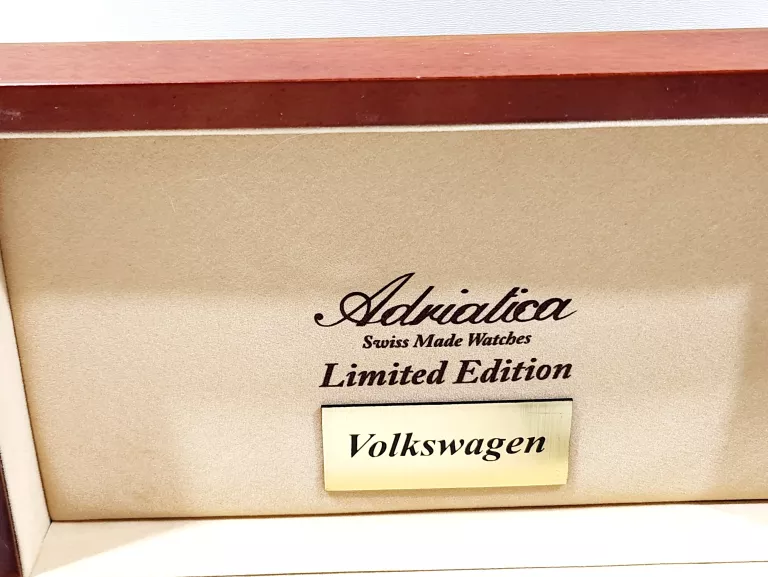 Adriatica
Swiss Made Watches
Limited Edition
Volkswagen